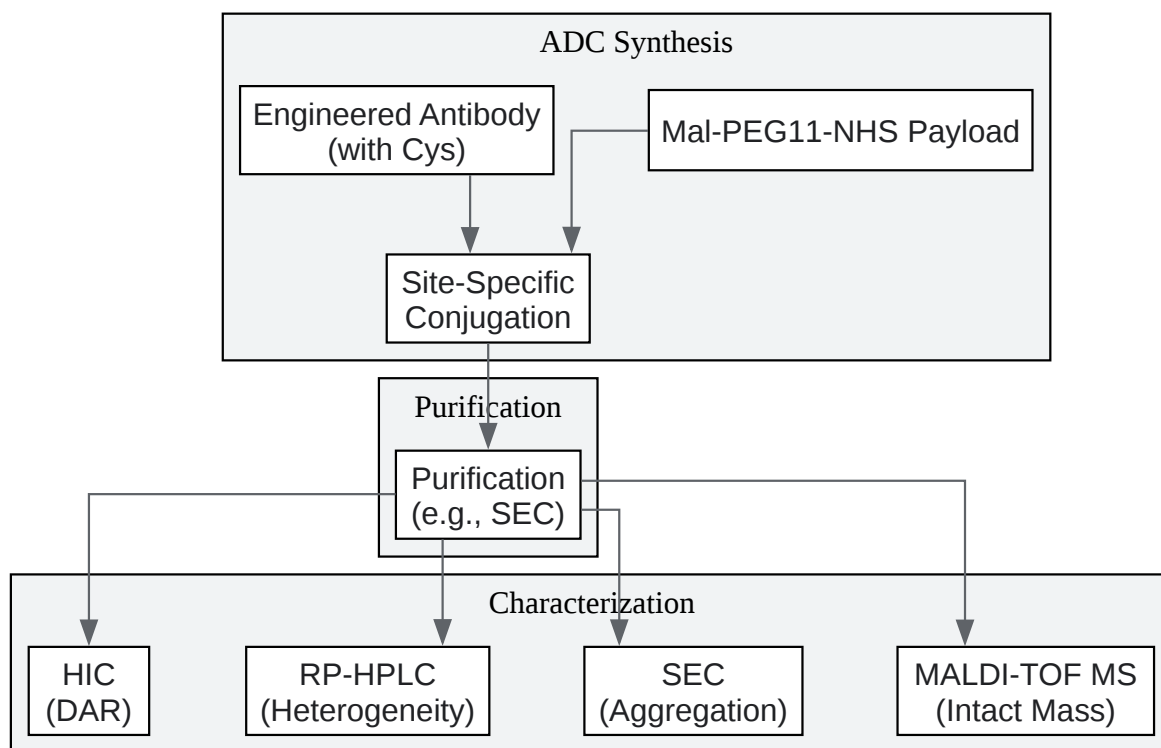 ADC Synthesis
Engineered Antibody
(with Cys)
Mal-PEG11-NHS Payload
Site-Specific
Conjugation
Purification
Purification
(e.g., SEC)
Characterization
HIC
(DAR)
RP-HPLC
(Heterogeneity)
SEC
(Aggregation)
MALDI-TOF MS
(Intact Mass)